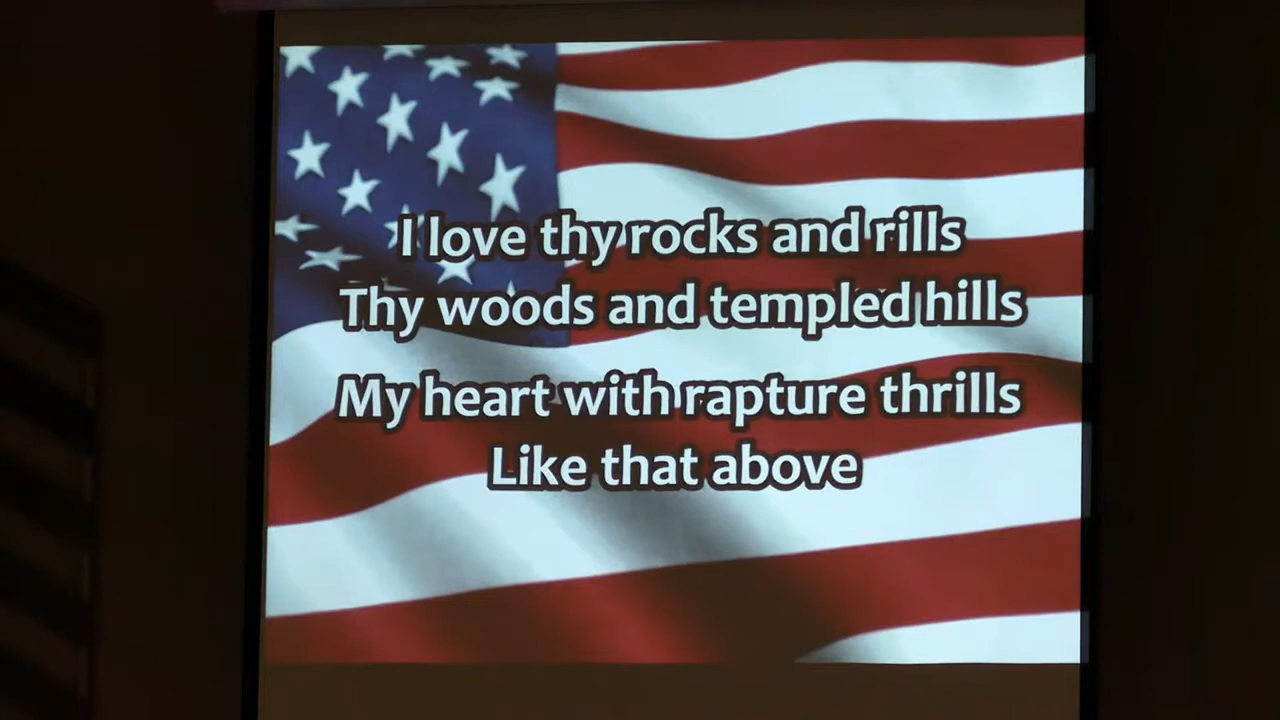 I love thy rocks and rills
Thy woods and templed hills
My heart with rapture thrills
Like that above